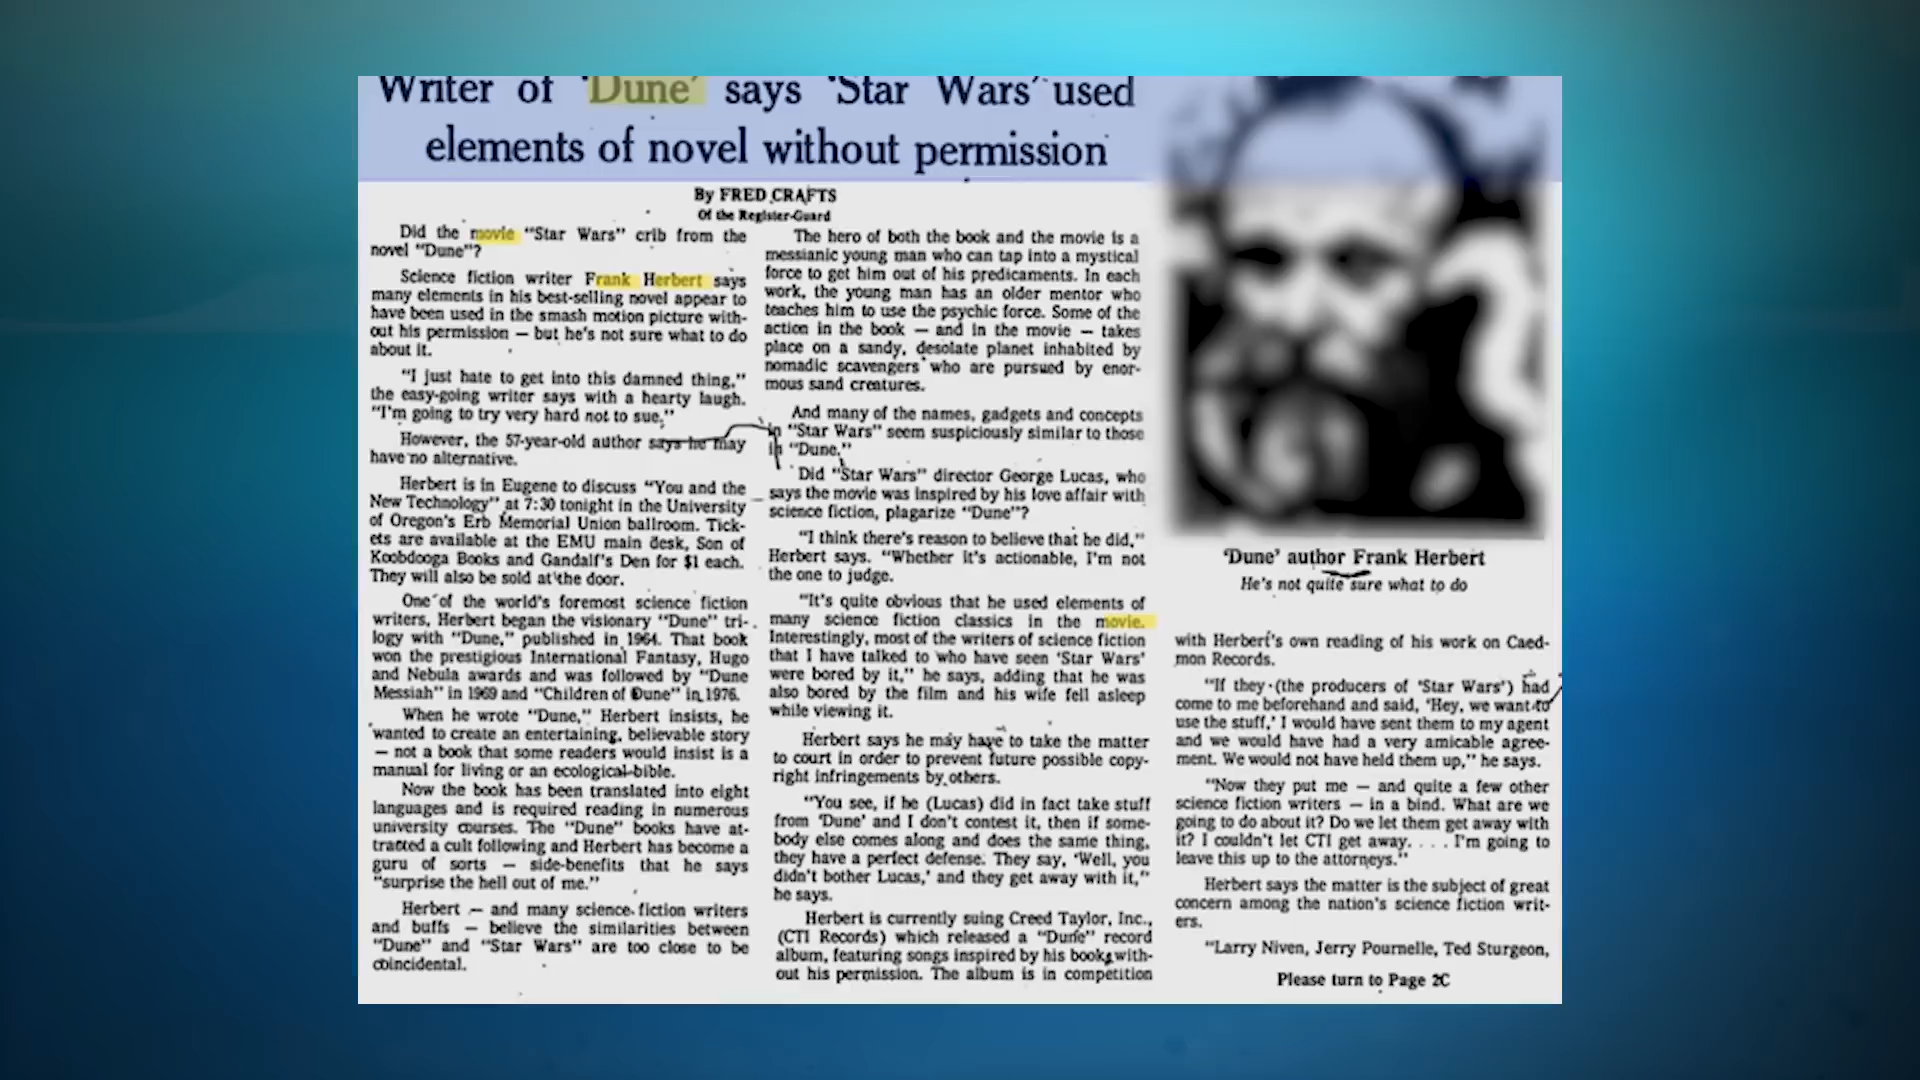 Writer of 'Dune' says 'Star Wars' used
elements of novel without permission
By FRED CRAFTS
Of the Register-Guard
Did the movie "Star Wars" crib from the
novel "Dune"?
Science fiction writer Frank Herbert says
many elements in his best-selling novel appear to
have been used in the smash motion picture with-
out his permission — but he's not sure what to do
about it.
"I just hate to get into this damned thing,"
the easy-going writer says with a hearty laugh.
"I'm going to try very hard not to sue."
However, the 57-year-old author says he may
have no alternative.
Herbert is in Eugene to discuss "You and the
New Technology" at 7:30 tonight in the University
of Oregon's Erb Memorial Union ballroom. Tick-
ets are available at the EMU main desk, Son of
Koobdooga Books and Gandalf's Den for $1 each.
They will also be sold at the door.
One of the world's foremost science fiction
writers, Herbert began the visionary "Dune" tri-
logy with "Dune," published in 1964. That book
won the prestigious International Fantasy, Hugo
and Nebula awards and was followed by "Dune
Messiah" in 1969 and "Children of Dune" in 1976.
When he wrote "Dune," Herbert insists, he
wanted to create an entertaining, believable story
— not a book that some readers would insist is a
manual for living or an ecological bible.
Now the book has been translated into eight
languages and is required reading in numerous
university courses. The "Dune" books have at-
tracted a cult following and Herbert has become a
guru of sorts — side-benefits that he says
"surprise the hell out of me."
Herbert — and many science fiction writers
and buffs — believe the similarities between
"Dune" and "Star Wars" are too close to be
coincidental.
The hero of both the book and the movie is a
messianic young man who can tap into a mystical
force to get him out of his predicaments. In each
work, the young man has an older mentor who
teaches him to use the psychic force. Some of the
action in the book — and in the movie — takes
place on a sandy, desolate planet inhabited by
nomadic scavengers who are pursued by enor-
mous sand creatures.
And many of the names, gadgets and concepts
in "Star Wars" seem suspiciously similar to those
in "Dune."
Did "Star Wars" director George Lucas, who
says the movie was inspired by his love affair with
science fiction, plagarize "Dune"?
"I think there's reason to believe that he did,"
Herbert says. "Whether it's actionable, I'm not
the one to judge.
"It's quite obvious that he used elements of
many science fiction classics in the movie.
Interestingly, most of the writers of science fiction
that I have talked to who have seen 'Star Wars'
were bored by it," he says, adding that he was
also bored by the film and his wife fell asleep
while viewing it.
Herbert says he may have to take the matter
to court in order to prevent future possible copy-
right infringements by others.
"You see, if he (Lucas) did in fact take stuff
from 'Dune' and I don't contest it, then if some-
body else comes along and does the same thing,
they have a perfect defense. They say, 'Well, you
didn't bother Lucas,' and they get away with it,"
he says.
Herbert is currently suing Creed Taylor, Inc.,
(CTI Records) which released a "Dune" record
album, featuring songs inspired by his books with-
out his permission. The album is in competition
'Dune' author Frank Herbert
He's not quite sure what to do
with Herbert's own reading of his work on Caed-
mon Records.
"If they (the producers of 'Star Wars') had
come to me beforehand and said, 'Hey, we want to
use the stuff,' I would have sent them to my agent
and we would have had a very amicable agree-
ment. We would not have held them up," he says.
"Now they put me — and quite a few other
science fiction writers — in a bind. What are we
going to do about it? Do we let them get away with
it? I couldn't let CTI get away. . . . I'm going to
leave this up to the attorneys."
Herbert says the matter is the subject of great
concern among the nation's science fiction writ-
ers.
"Larry Niven, Jerry Pournelle, Ted Sturgeon,
Please turn to Page 2C